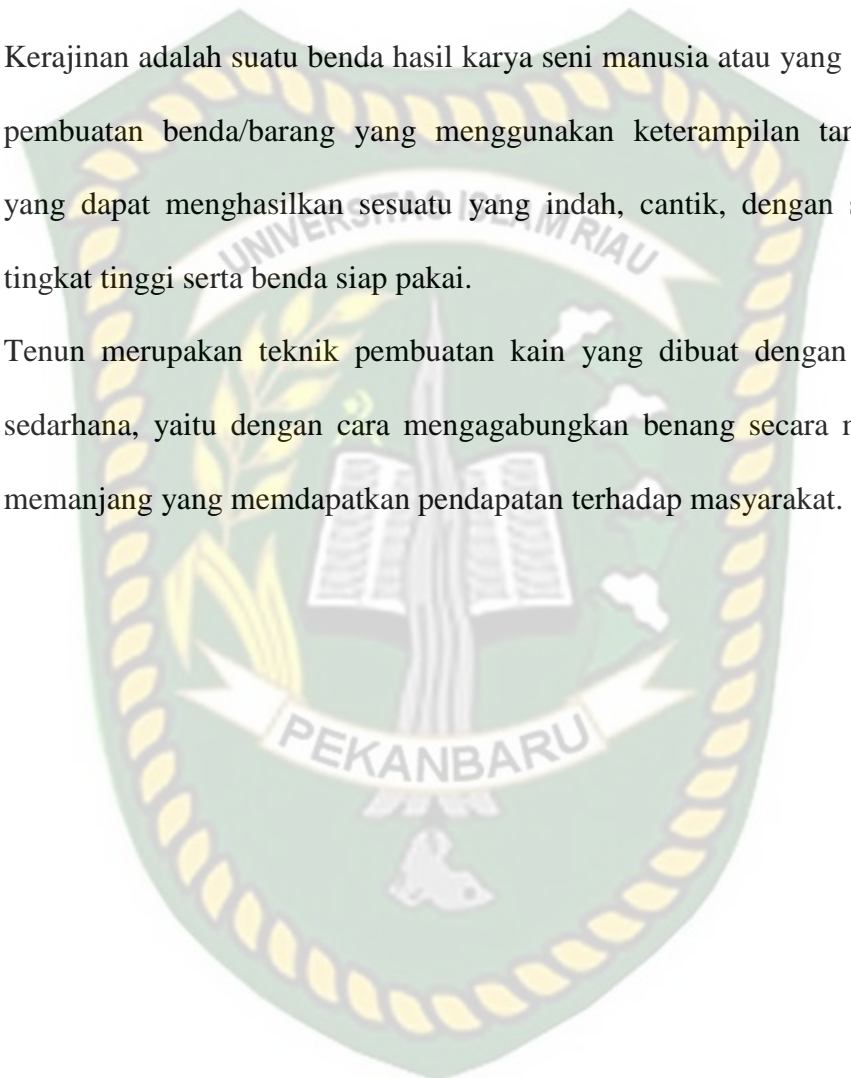 Kerajinan adalah suatu benda hasil karya seni manusia atau yang
pembuatan benda/barang yang menggunakan keterampilan
yang dapat menghasilkan sesuatu yang indah, cantik, dengan
tingkat tinggi serta benda siap pakai.
Tenun merupakan teknik pembuatan kain yang dibuat dengan
sedarhana, yaitu dengan cara mengagabungkan benang secara
memanjang yang memdapatkan pendapatan terhadap masyarakat.
UNIVERSITAS ISLAM RIAU
PEKANBARU